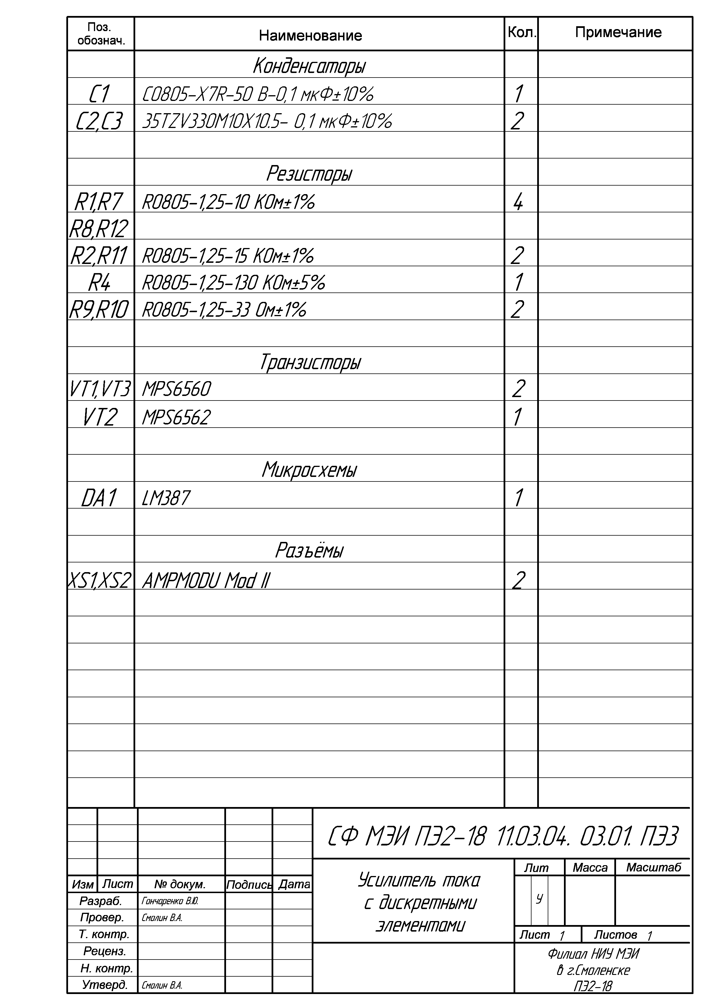 Поз. обознач. Наименование Кол. Примечание
Конденсаторы
C1 C0805-X7R-50 В-0,1 мкФ±10% 1
C2,C3 35TZV330M10X10.5- 0,1 мкФ±10% 2
Резисторы
R1,R7 R0805-1,25-10 КОм±1% 4
R8,R12
R2,R11 R0805-1,25-15 КОм±1% 2
R4 R0805-1,25-130 КОм±5% 1
R9,R10 R0805-1,25-33 Ом±1% 2
Транзисторы
VT1,VT3 MPS6560 2
VT2 MPS6562 1
Микросхемы
DA1 LM387 1
Разъёмы
XS1,XS2 AMPMODU Mod II 2
СФ МЭИ ПЭ2-18 11.03.04. 03.01. ПЭ3
Изм Лист № докум. Подпись Дата
Разраб. Гончаренко В.Ю.
Провер. Смолин В.А.
Т. контр.
Реценз.
Н. контр.
Утверд. Смолин В.А.
Усилитель тока
с дискретными
элементами
Лит Масса Масштаб
У
Лист 1 Листов 1
Филиал НИУ МЭИ
в г.Смоленске
ПЭ2-18